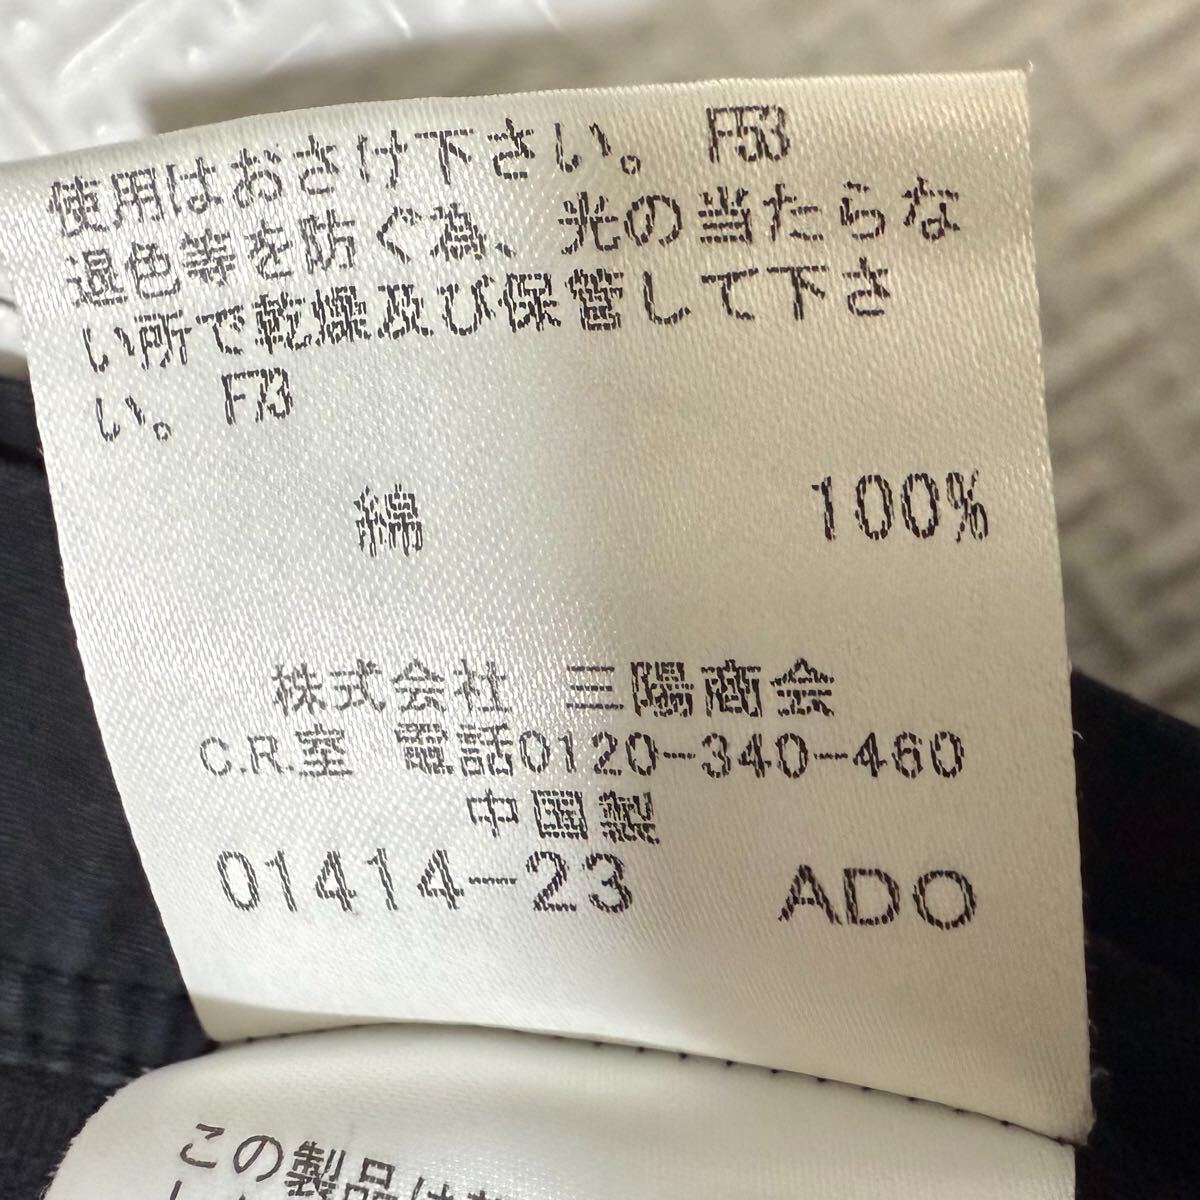 使用はおさけ下さい。 F53
退色等を防ぐ為、光の当たらな
い所で乾燥及び保管して下さ
い。 F73
綿 100%
株式会社 三陽商会
C.R.室 電話0120-340-460
中国製
01414-23 ADO
この製品は